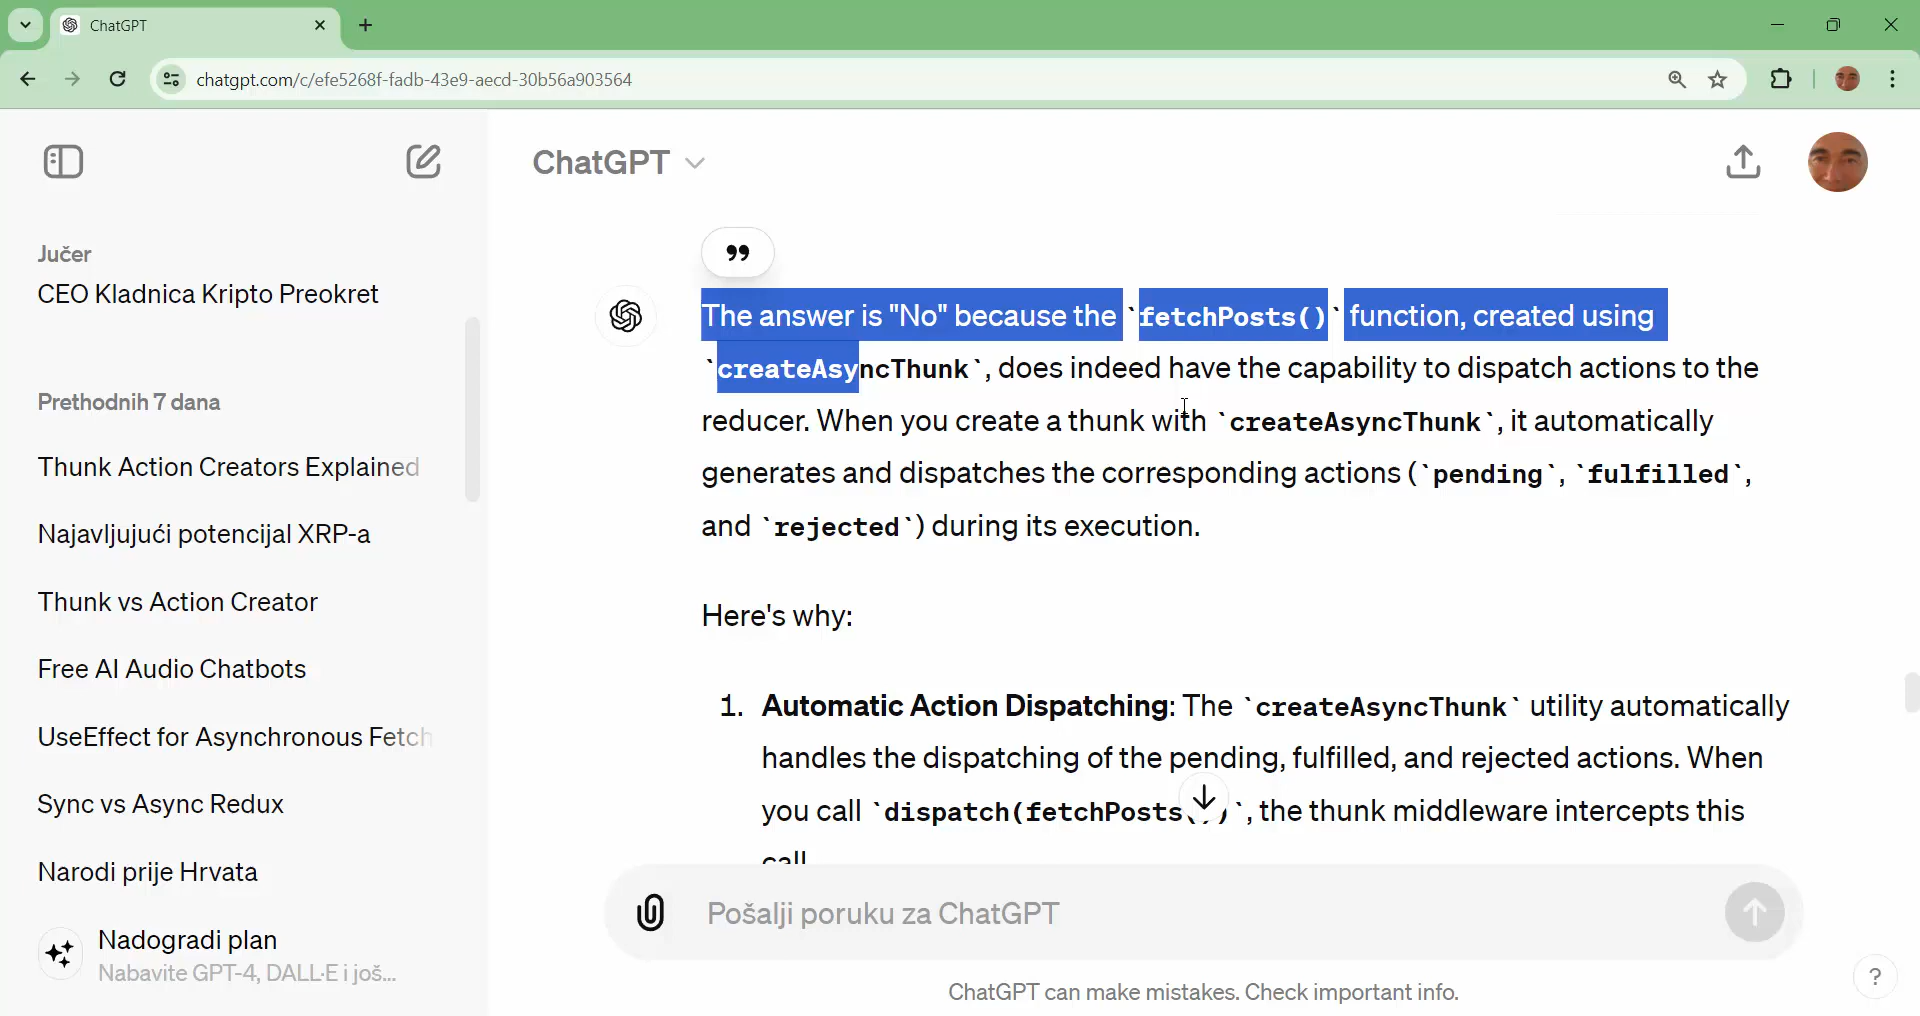 ChatGPT
chatgpt.com/c/efe5268f-fadb-43e9-aecd-30b56a903564
ChatGPT
Jučer
CEO Kladnica Kripto Preokret
Prethodnih 7 dana
Thunk Action Creators Explained
Najavljujući potencijal XRP-a
Thunk vs Action Creator
Free AI Audio Chatbots
UseEffect for Asynchronous Fetch
Sync vs Async Redux
Narodi prije Hrvata
Nadogradi plan
Nabavite GPT-4, DALL·E i još...
The answer is "No" because the `fetchPosts()` function, created using
`createAsyncThunk`, does indeed have the capability to dispatch actions to the
reducer. When you create a thunk with `createAsyncThunk`, it automatically
generates and dispatches the corresponding actions (`pending`, `fulfilled`,
and `rejected`) during its execution.
Here's why:
1. Automatic Action Dispatching: The `createAsyncThunk` utility automatically
handles the dispatching of the pending, fulfilled, and rejected actions. When
you call `dispatch(fetchPosts())`, the thunk middleware intercepts this
call
Pošalji poruku za ChatGPT
ChatGPT can make mistakes. Check important info.
?